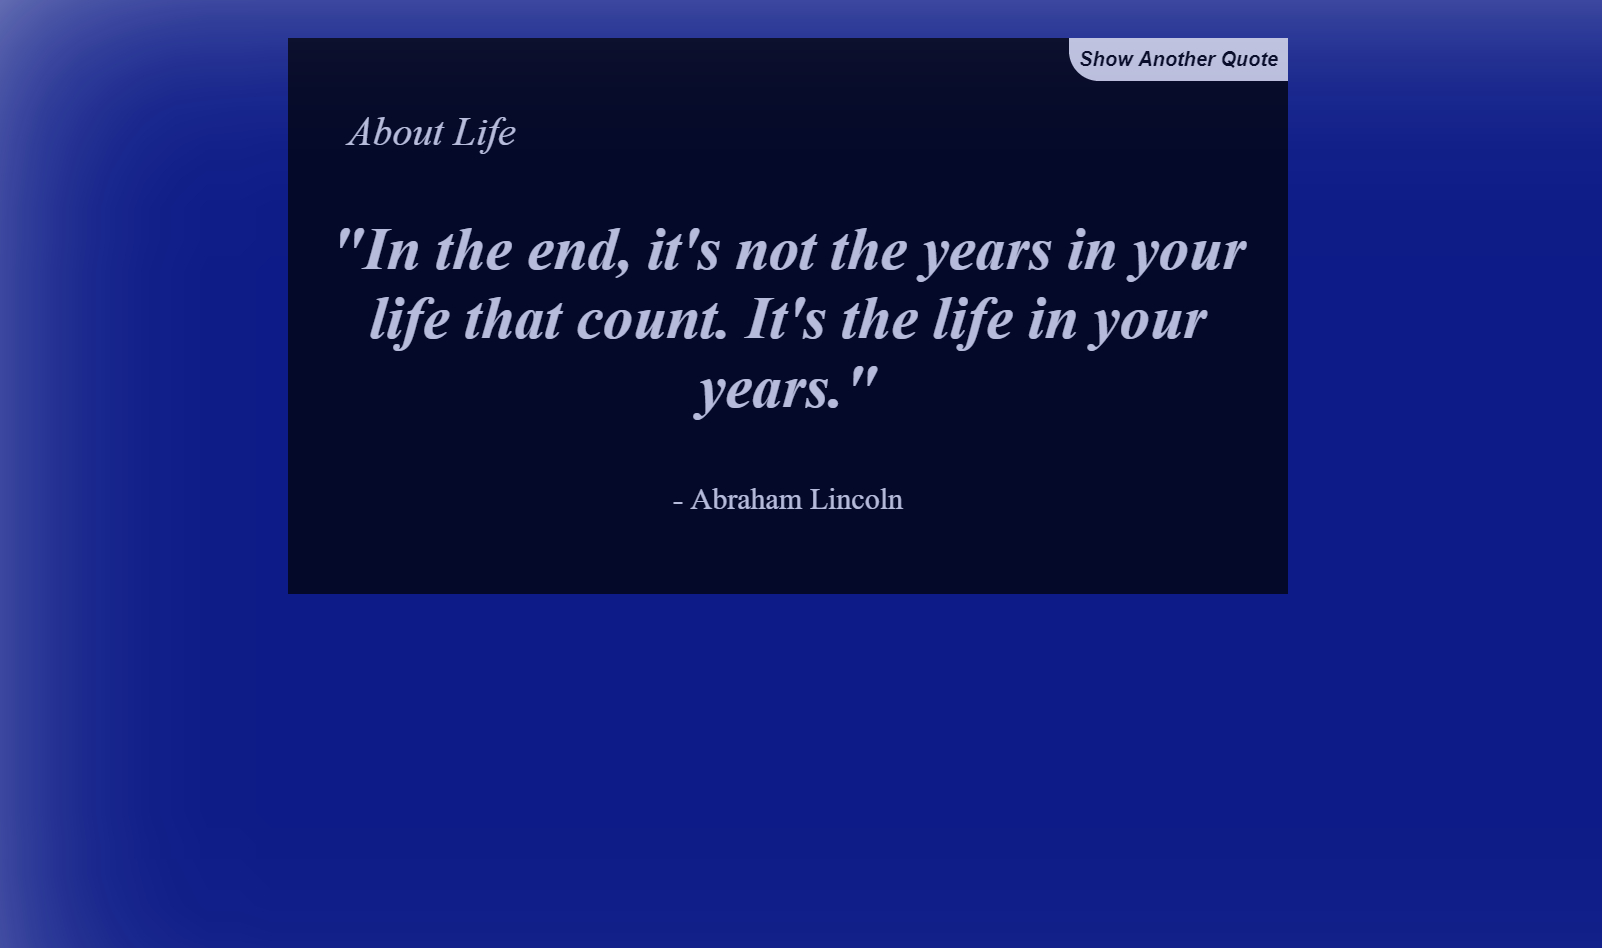 Show Another Quote
About Life
"In the end, it's not the years in your
life that count. It's the life in your
years."
- Abraham Lincoln